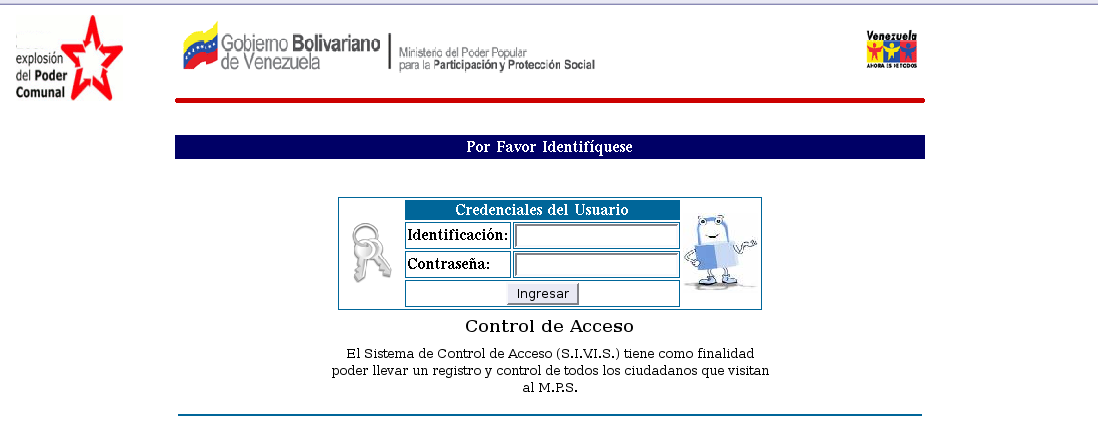 explosión
del Poder
Comunal
Gobierno Bolivariano
de Venezuela
Ministerio del Poder Popular
para la Participación y Protección Social
Venezuela
AHORA ES DE TODOS
Por Favor Identifíquese
Credenciales del Usuario
Identificación:
Contraseña:
Ingresar
Control de Acceso
El Sistema de Control de Acceso (S.I.V.I.S.) tiene como finalidad
poder llevar un registro y control de todos los ciudadanos que visitan
al M.P.S.